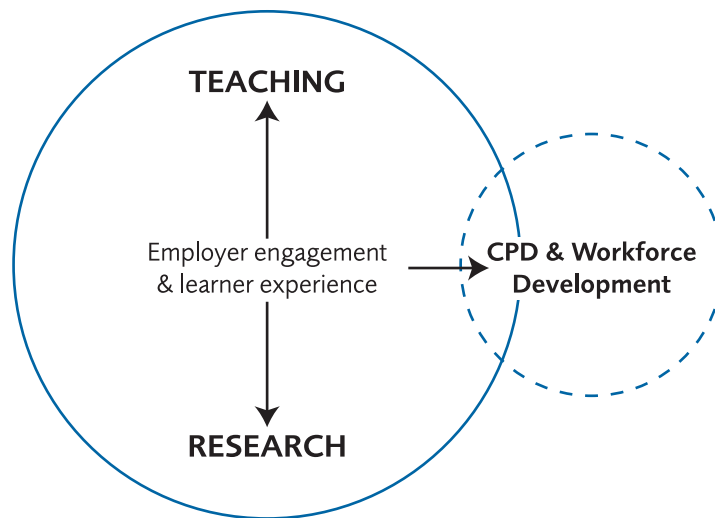 TEACHING
Employer engagement
& learner experience
CPD & Workforce
Development
RESEARCH